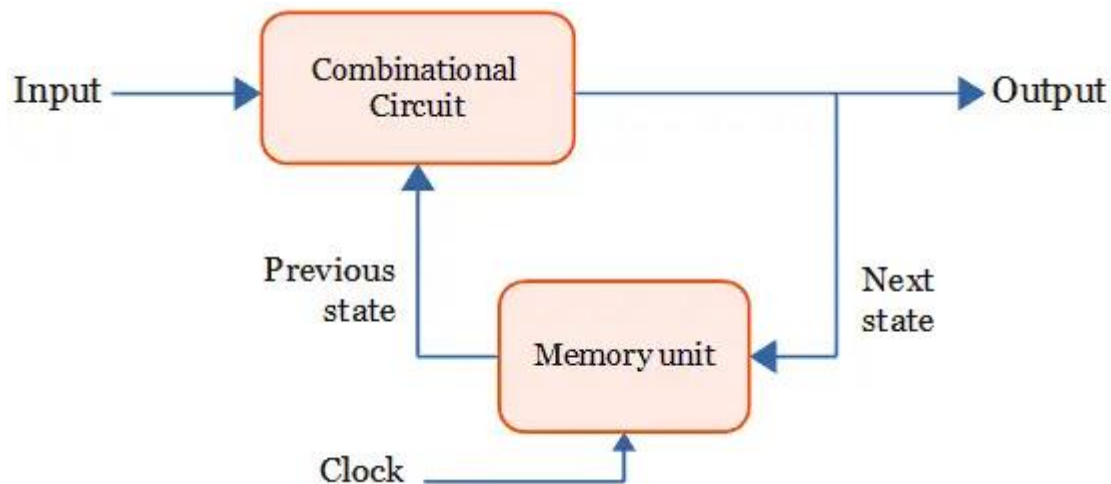 Input
Combinational
Circuit
Output
Previous
state
Next
state
Memory unit
Clock